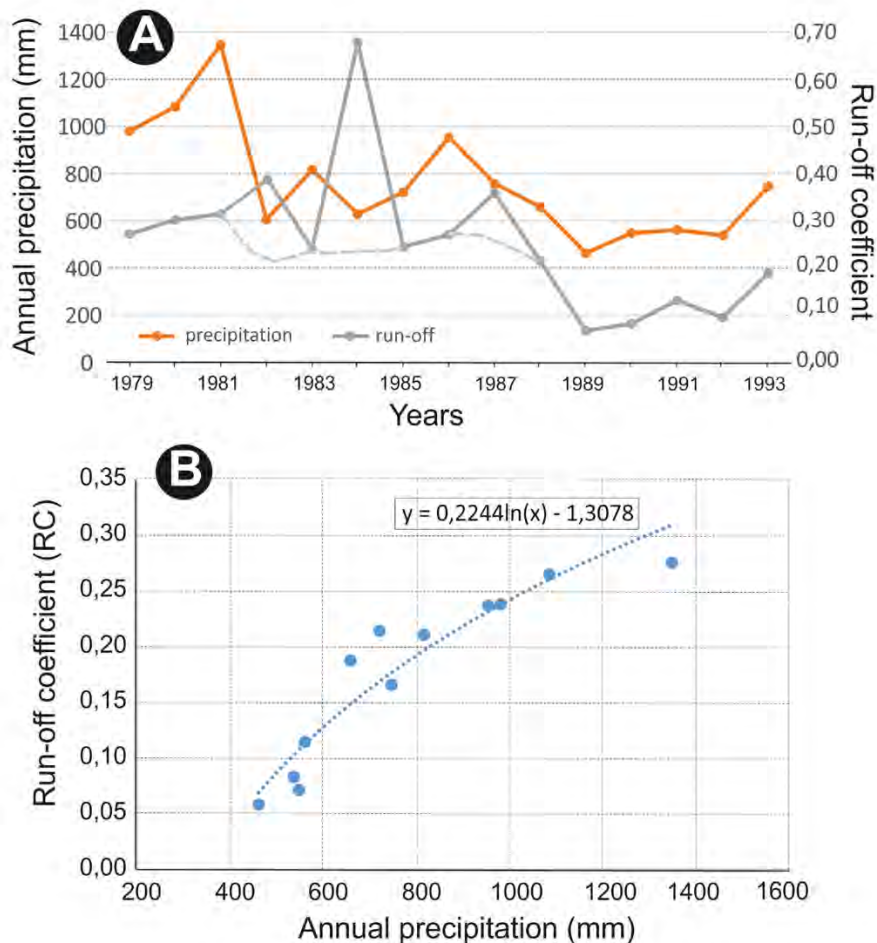 A
Annual precipitation (mm)
1400
1200
1000
800
600
400
200
0
0,70
0,60
0,50
0,40
0,30
0,20
0,10
0,00
Run-off coefficient
precipitation run-off
1979 1981 1983 1985 1987 1989 1991 1993
Years
B
Run-off coefficient (RC)
0,35
0,30
0,25
0,20
0,15
0,10
0,05
0,00
y = 0,2244ln(x) - 1,3078
200 400 600 800 1000 1200 1400 1600
Annual precipitation (mm)